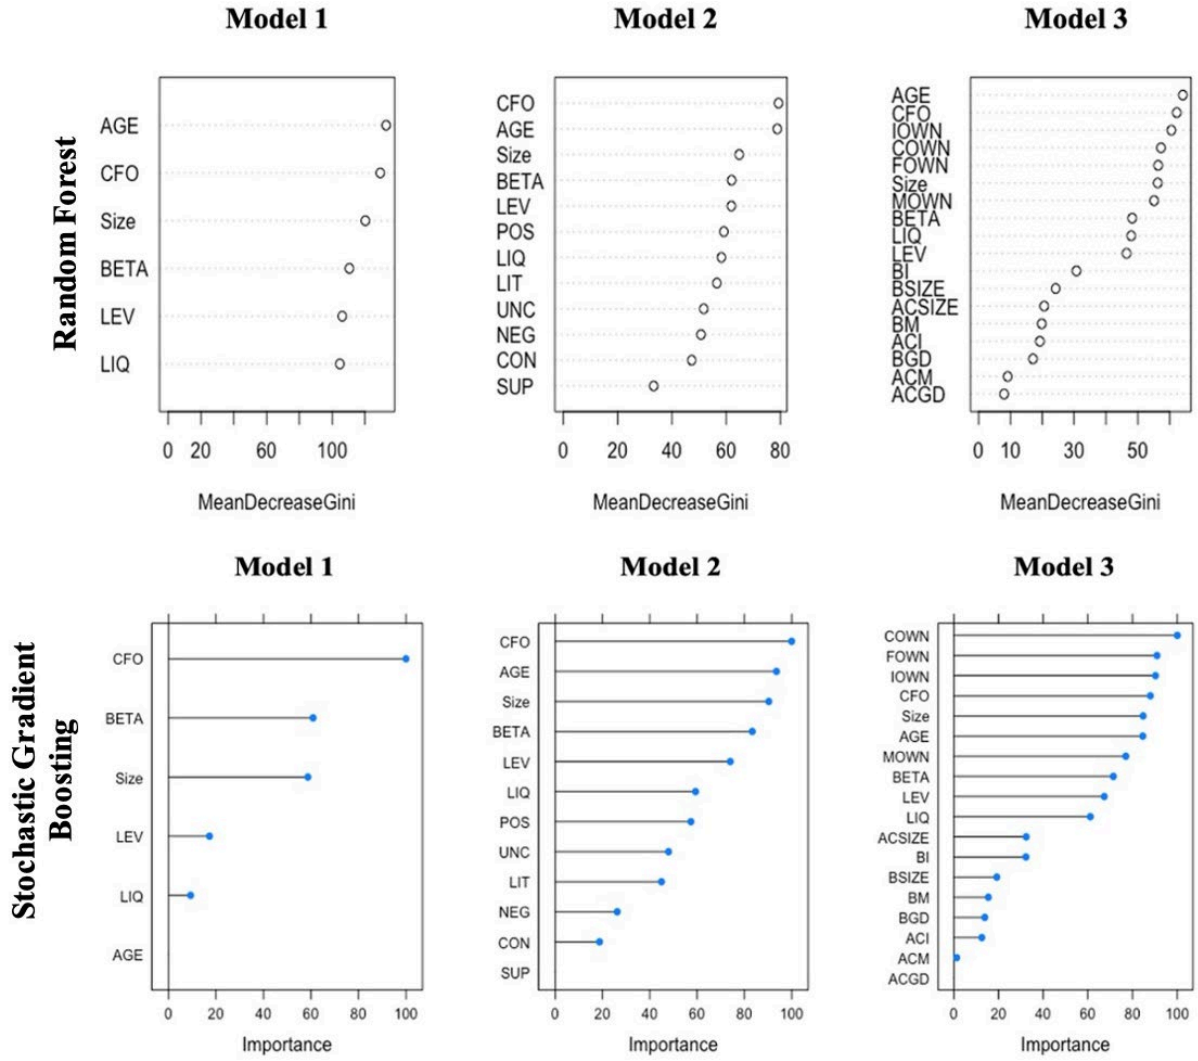 Model 1
Model 2
Model 3
Random Forest
AGE
CFO
Size
BETA
LEV
LIQ
0 20 60 100
MeanDecreaseGini
CFO
AGE
Size
BETA
LEV
POS
LIQ
LIT
UNC
NEG
CON
SUP
0 20 40 60 80
MeanDecreaseGini
AGE
CFO
IOWN
COWN
FOWN
Size
MOWN
BETA
LIQ
LEV
BI
BSIZE
ACSIZE
BM
ACI
BGD
ACM
ACGD
0 10 30 50
MeanDecreaseGini
Model 1
Model 2
Model 3
Stochastic Gradient
Boosting
CFO
BETA
Size
LEV
LIQ
AGE
0 20 40 60 80 100
Importance
CFO
AGE
Size
BETA
LEV
LIQ
POS
UNC
LIT
NEG
CON
SUP
0 20 40 60 80 100
Importance
COWN
FOWN
IOWN
CFO
Size
AGE
MOWN
BETA
LEV
LIQ
ACSIZE
BI
BSIZE
BM
BGD
ACI
ACM
ACGD
0 20 40 60 80 100
Importance